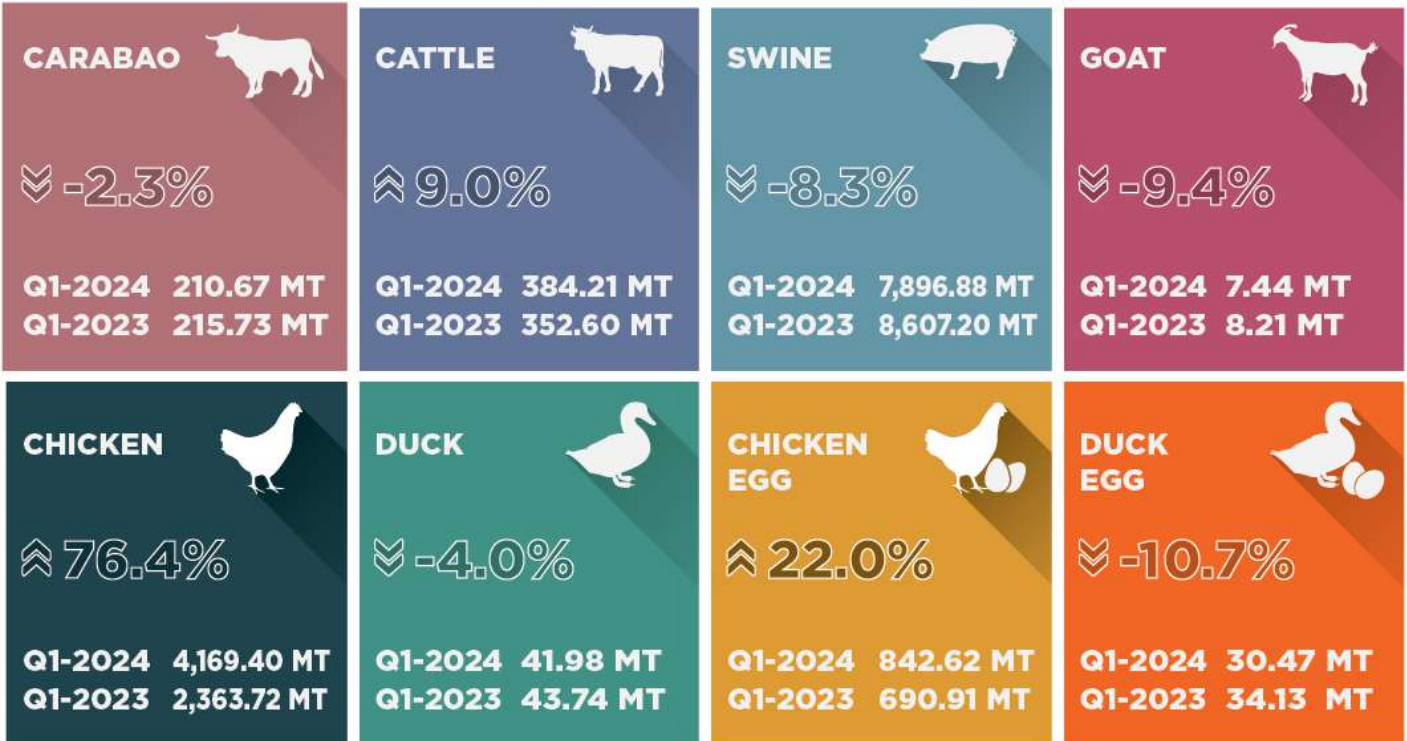 CARABAO
-2.3%
Q1-2024 210.67 MT
Q1-2023 215.73 MT
CATTLE
9.0%
Q1-2024 384.21 MT
Q1-2023 352.60 MT
SWINE
-8.3%
Q1-2024 7,896.88 MT
Q1-2023 8,607.20 MT
GOAT
-9.4%
Q1-2024 7.44 MT
Q1-2023 8.21 MT
CHICKEN
76.4%
Q1-2024 4,169.40 MT
Q1-2023 2,363.72 MT
DUCK
-4.0%
Q1-2024 41.98 MT
Q1-2023 43.74 MT
CHICKEN
EGG
22.0%
Q1-2024 842.62 MT
Q1-2023 690.91 MT
DUCK
EGG
-10.7%
Q1-2024 30.47 MT
Q1-2023 34.13 MT